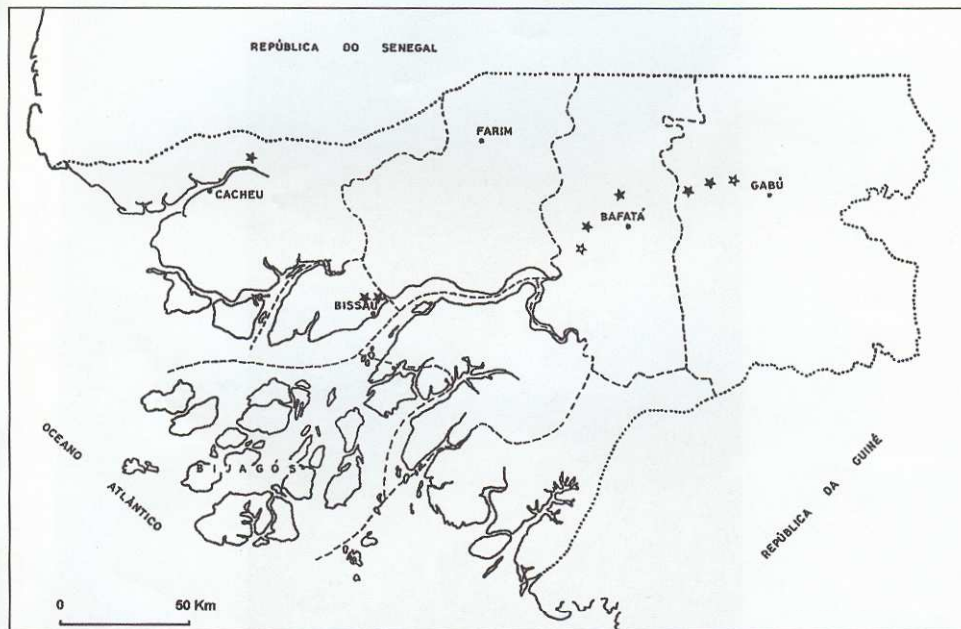 REPÚBLICA DO SENEGAL
FARIM
CACHEU
GABÚ
BAFATÁ
BISSAU
OCEANO
ATLÂNTICO
BIJAGÓS
REPÚBLICA DA GUINÉ
0 50 Km